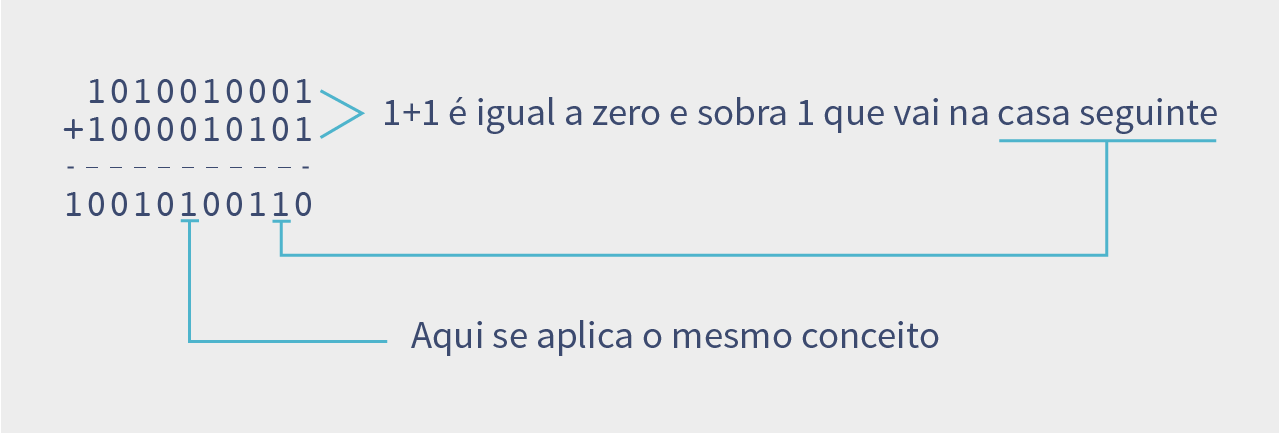 1010010001
+1000010101
- – – – – – – – – – -
10010100110
1+1 é igual a zero e sobra 1 que vai na casa seguinte
Aqui se aplica o mesmo conceito